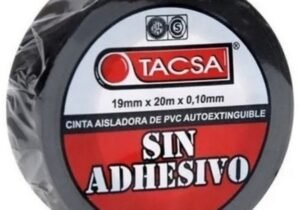 TACSA
19mm x 20m x 0,10mm
CINTA AISLADORA DE PVC AUTOEXTINGUIBLE
SIN
ADHESIVO